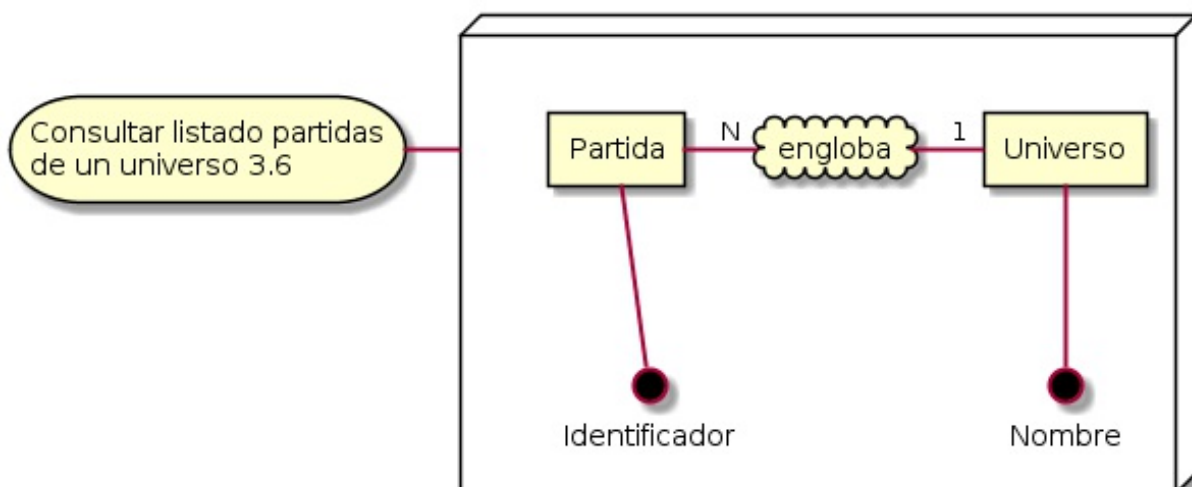 Consultar listado partidas
de un universo 3.6
Partida
N
engloba
1
Universo
Identificador
Nombre